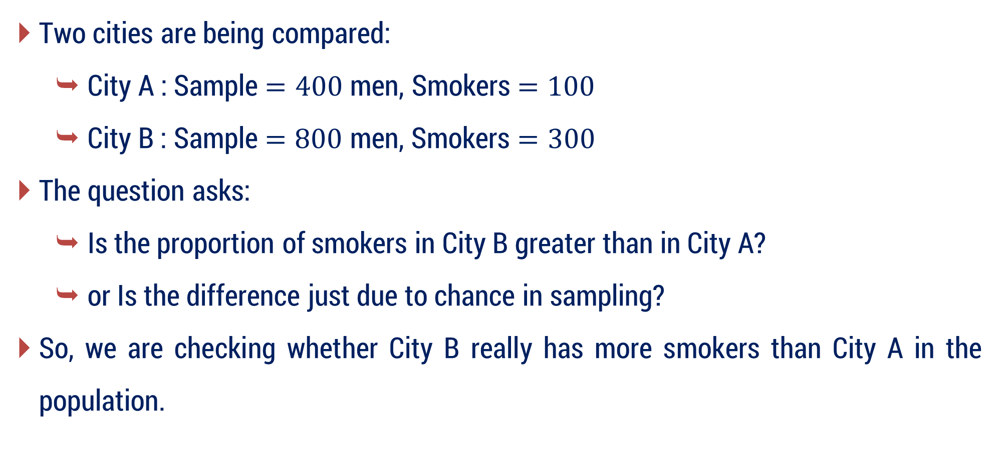 Two cities are being compared:
City A : Sample = 400 men, Smokers = 100
City B : Sample = 800 men, Smokers = 300
The question asks:
Is the proportion of smokers in City B greater than in City A?
or Is the difference just due to chance in sampling?
So, we are checking whether City B really has more smokers than City A in the
population.